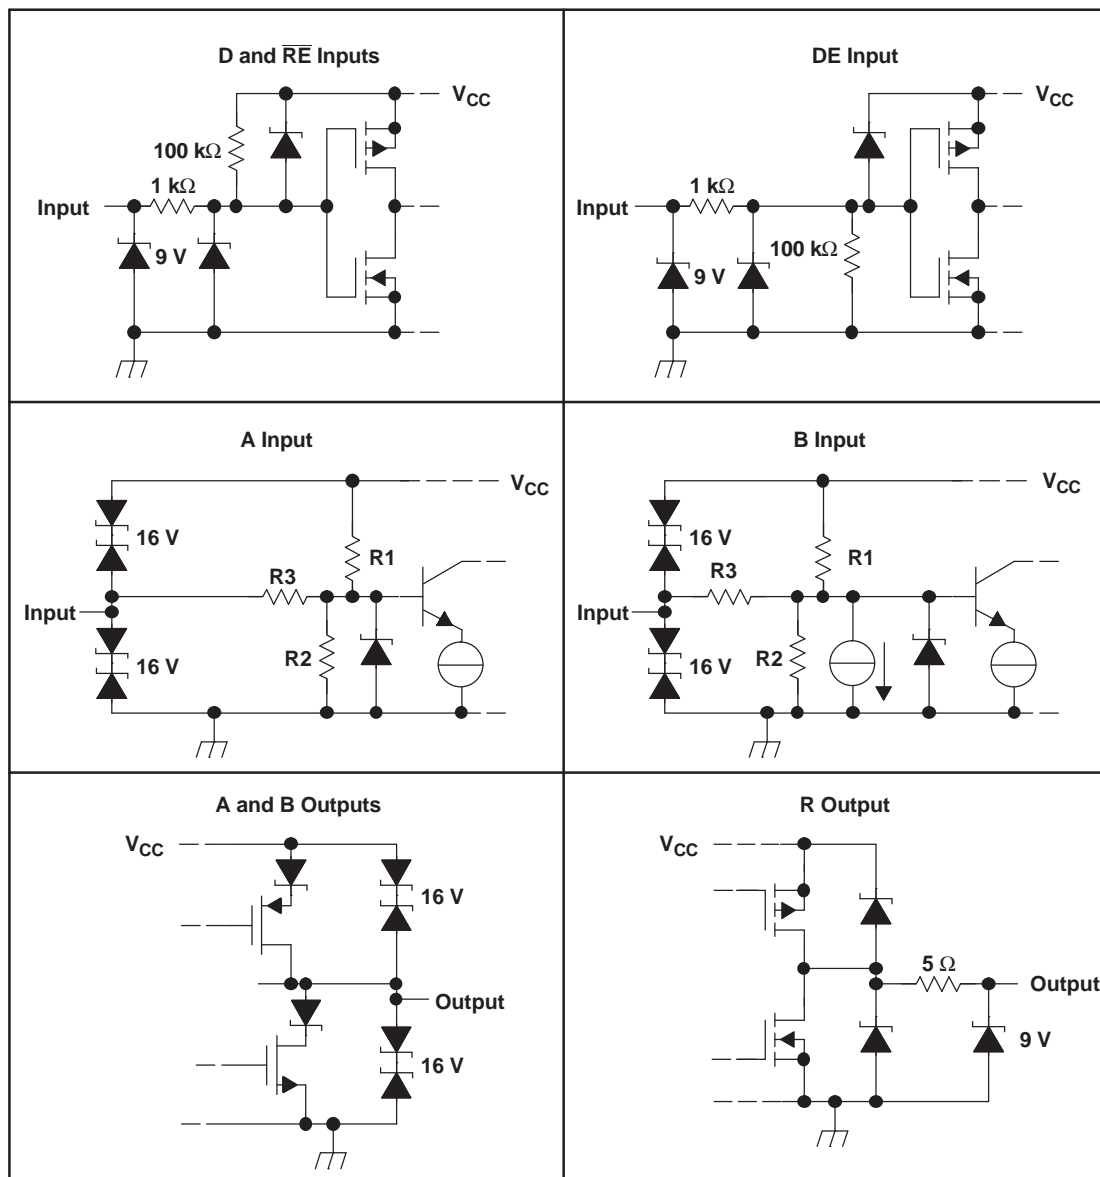 D and R̅E̅ Inputs
VCC
100 kΩ
1 kΩ
Input
9 V
DE Input
VCC
1 kΩ
Input
100 kΩ
9 V
A Input
VCC
16 V
R1
R3
Input
R2
16 V
B Input
VCC
16 V
R1
R3
Input
R2
16 V
A and B Outputs
VCC
16 V
Output
16 V
R Output
VCC
5 Ω
Output
9 V